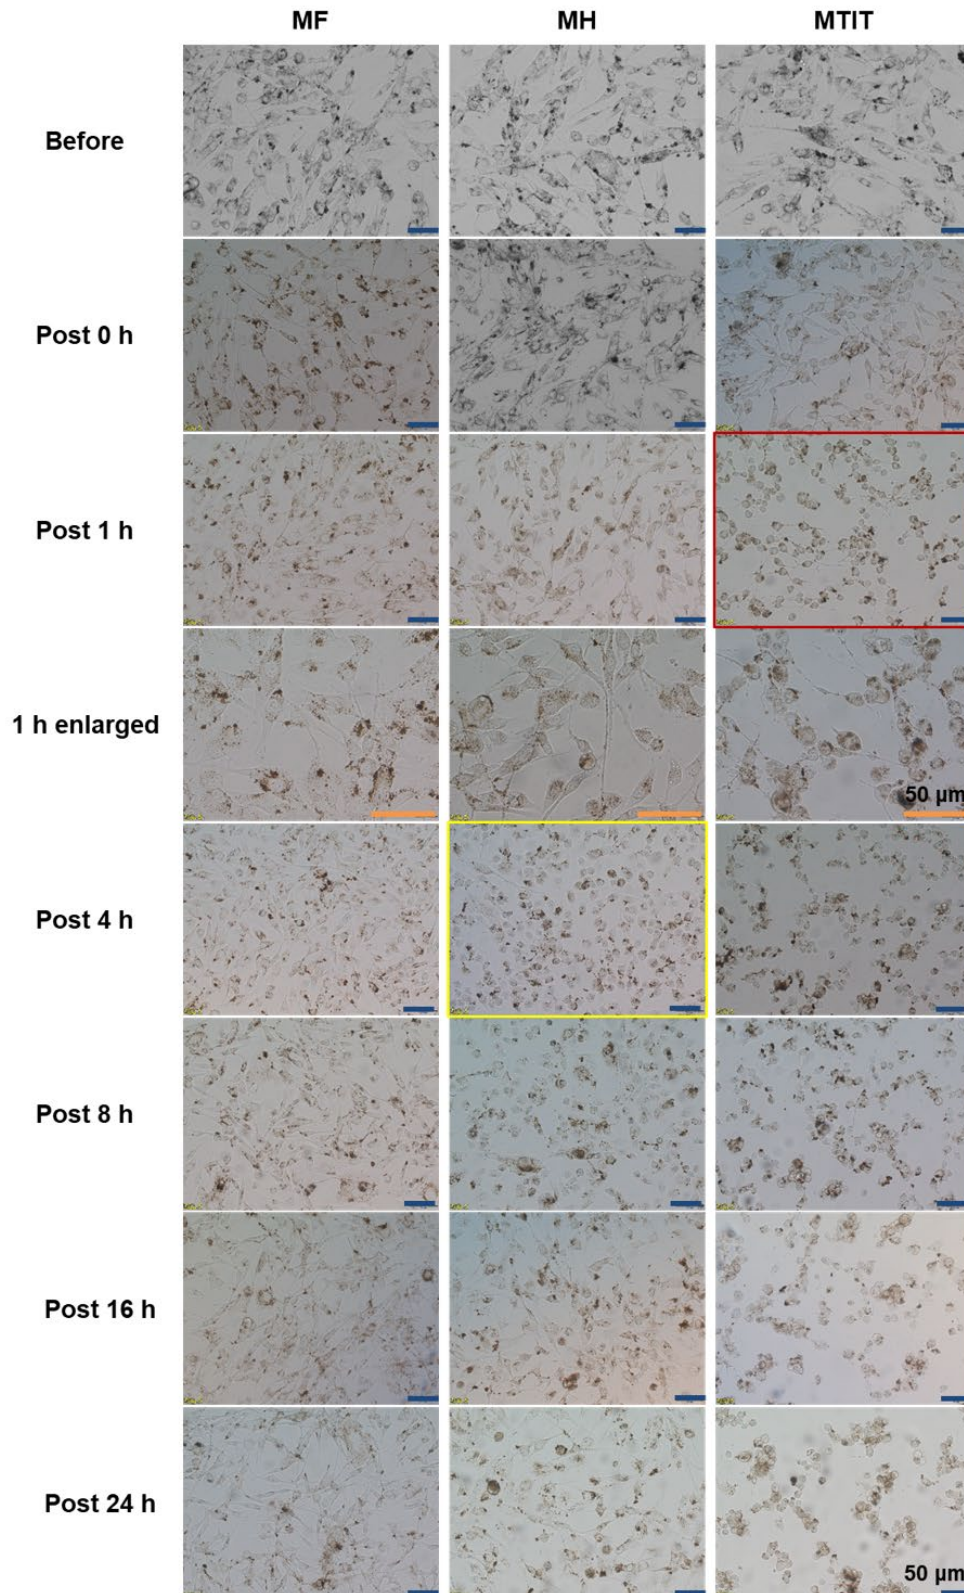 MF MH MTIT
Before
Post 0 h
Post 1 h
1 h enlarged
50 µm
Post 4 h
Post 8 h
Post 16 h
Post 24 h
50 µm